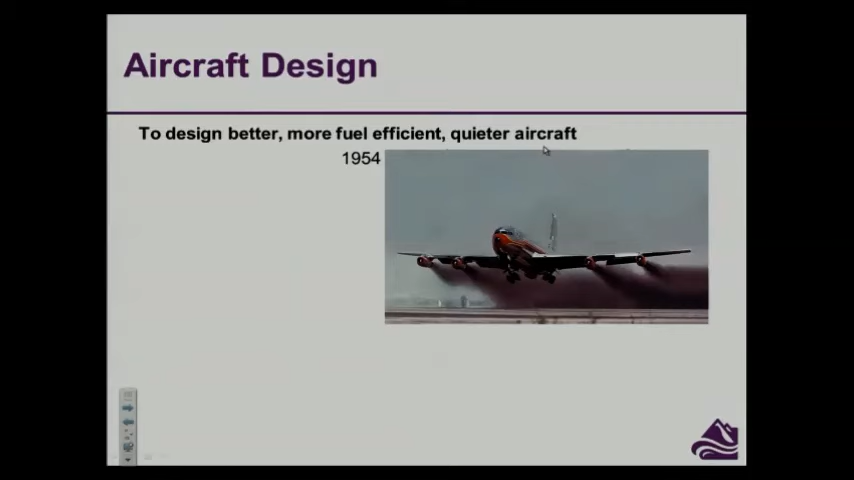 Aircraft Design
To design better, more fuel efficient, quieter aircraft
1954